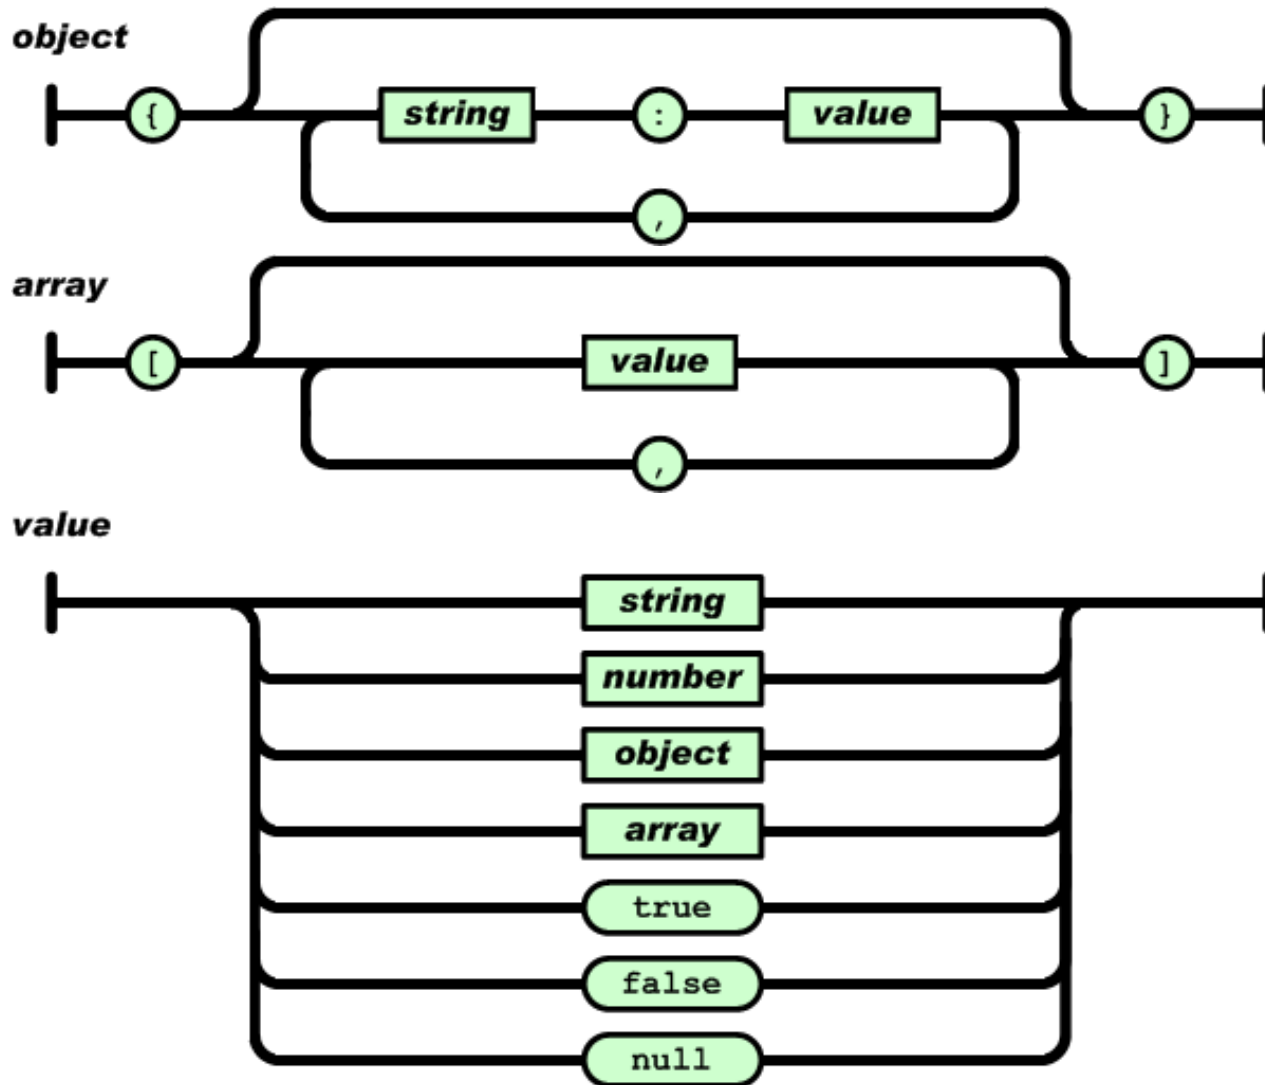 object
{ string : value }
,
array
[ value ]
,
value
string
number
object
array
true
false
null